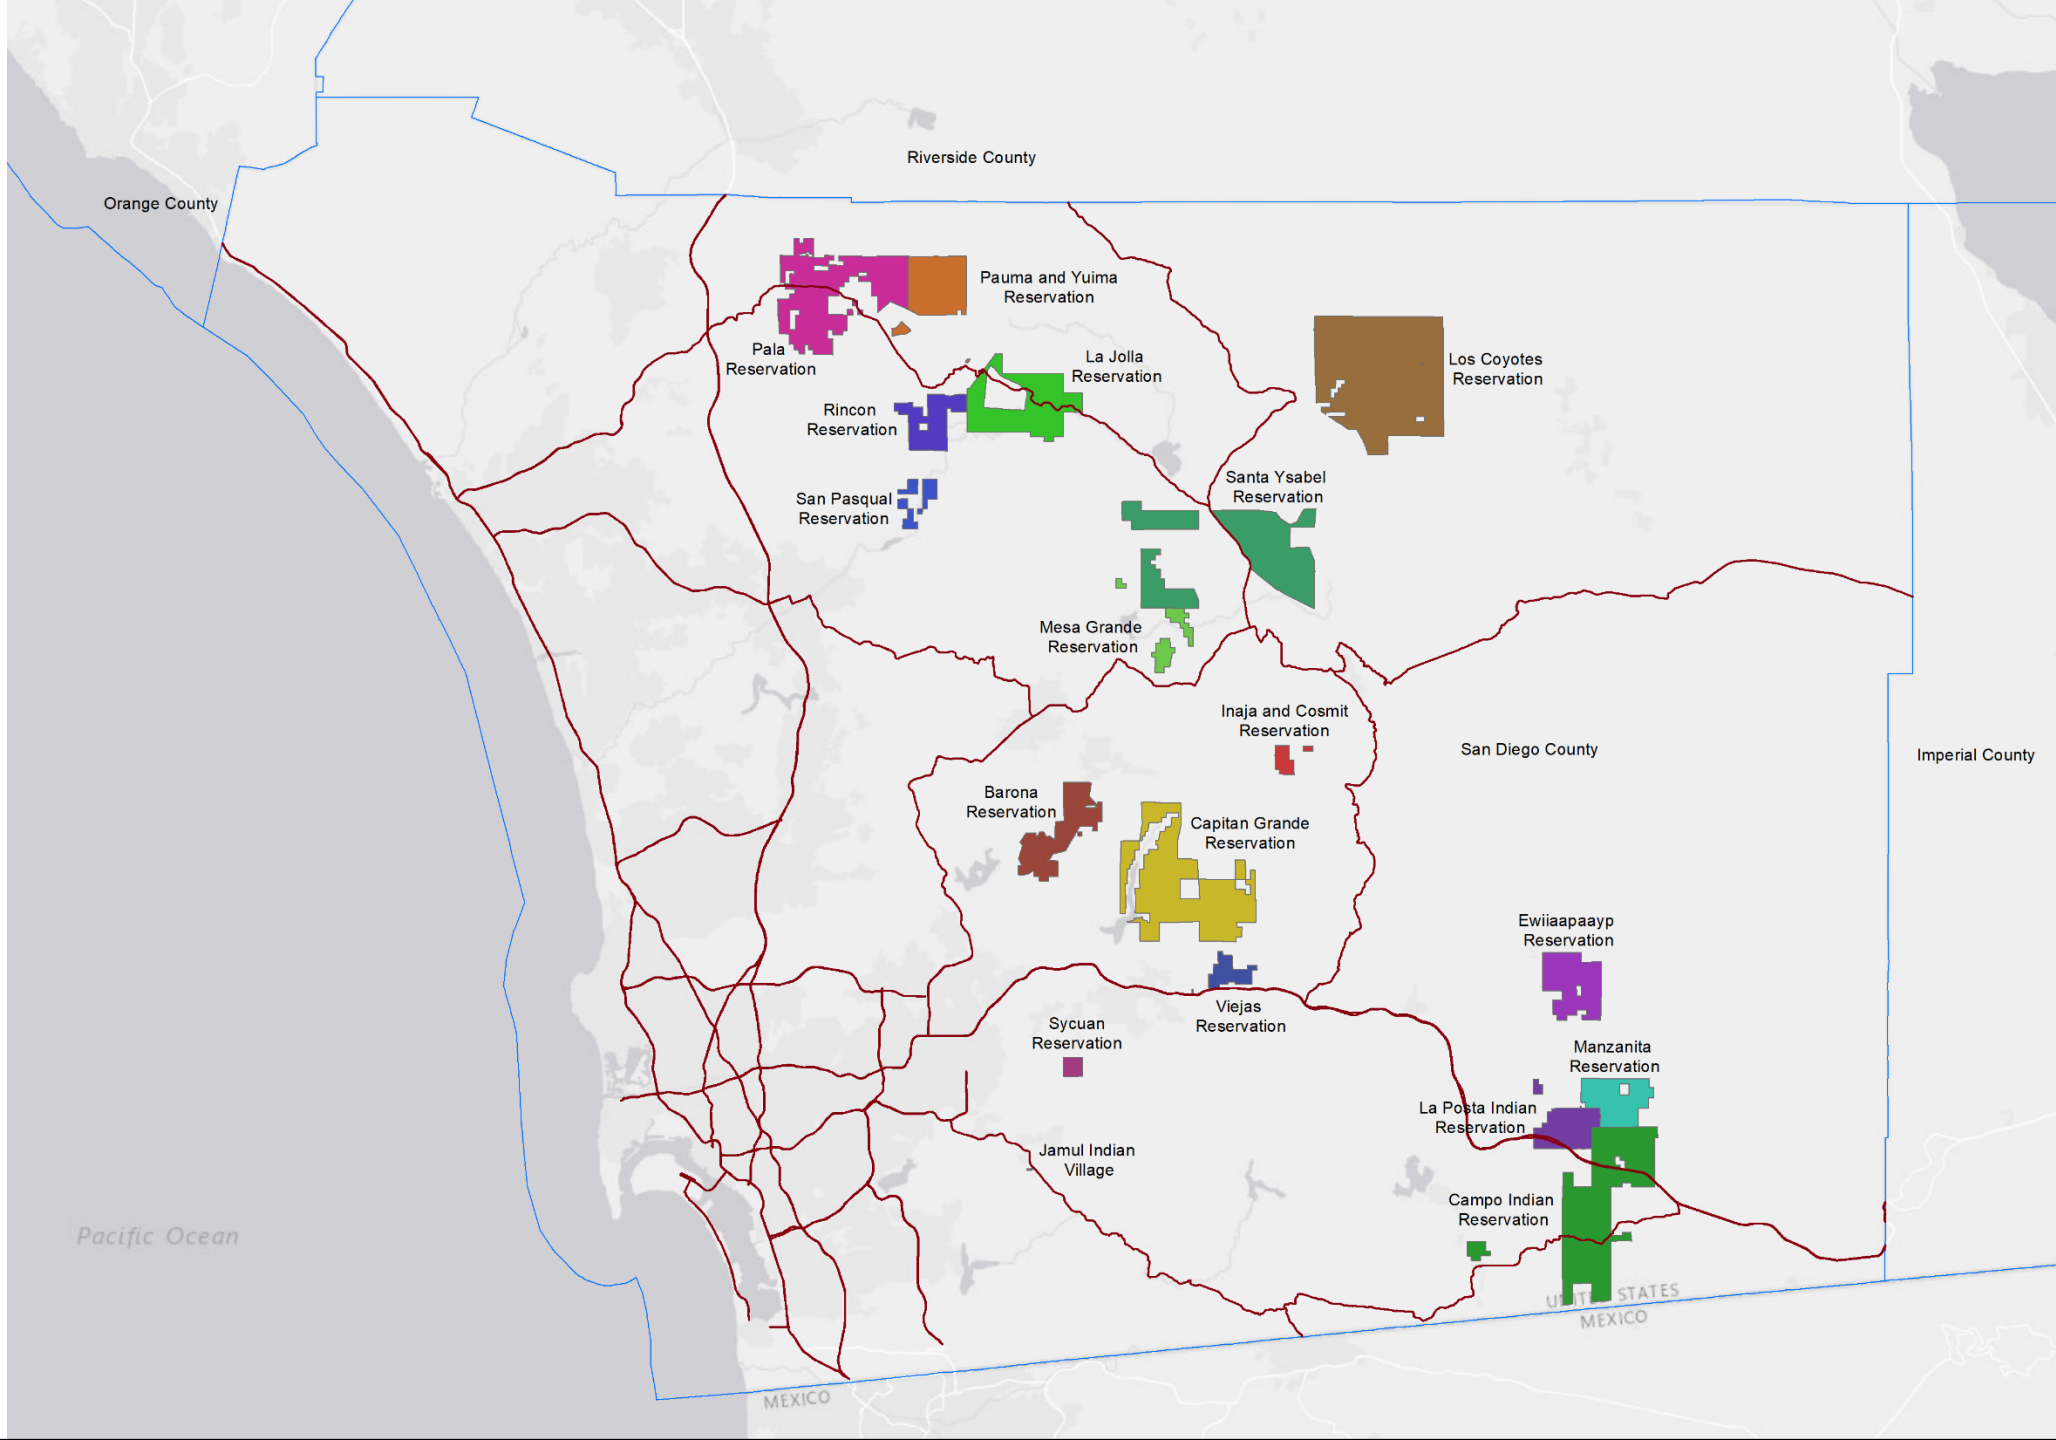 Riverside County
Orange County
Pauma and Yuima
Reservation
Pala
Reservation
La Jolla
Reservation
Los Coyotes
Reservation
Rincon
Reservation
Santa Ysabel
Reservation
San Pasqual
Reservation
Mesa Grande
Reservation
Inaja and Cosmit
Reservation
San Diego County
Imperial County
Barona
Reservation
Capitan Grande
Reservation
Ewiiaapaayp
Reservation
Viejas
Reservation
Sycuan
Reservation
Manzanita
Reservation
La Posta Indian
Reservation
Jamul Indian
Village
Campo Indian
Reservation
Pacific Ocean
UNITED STATES
MEXICO
MEXICO